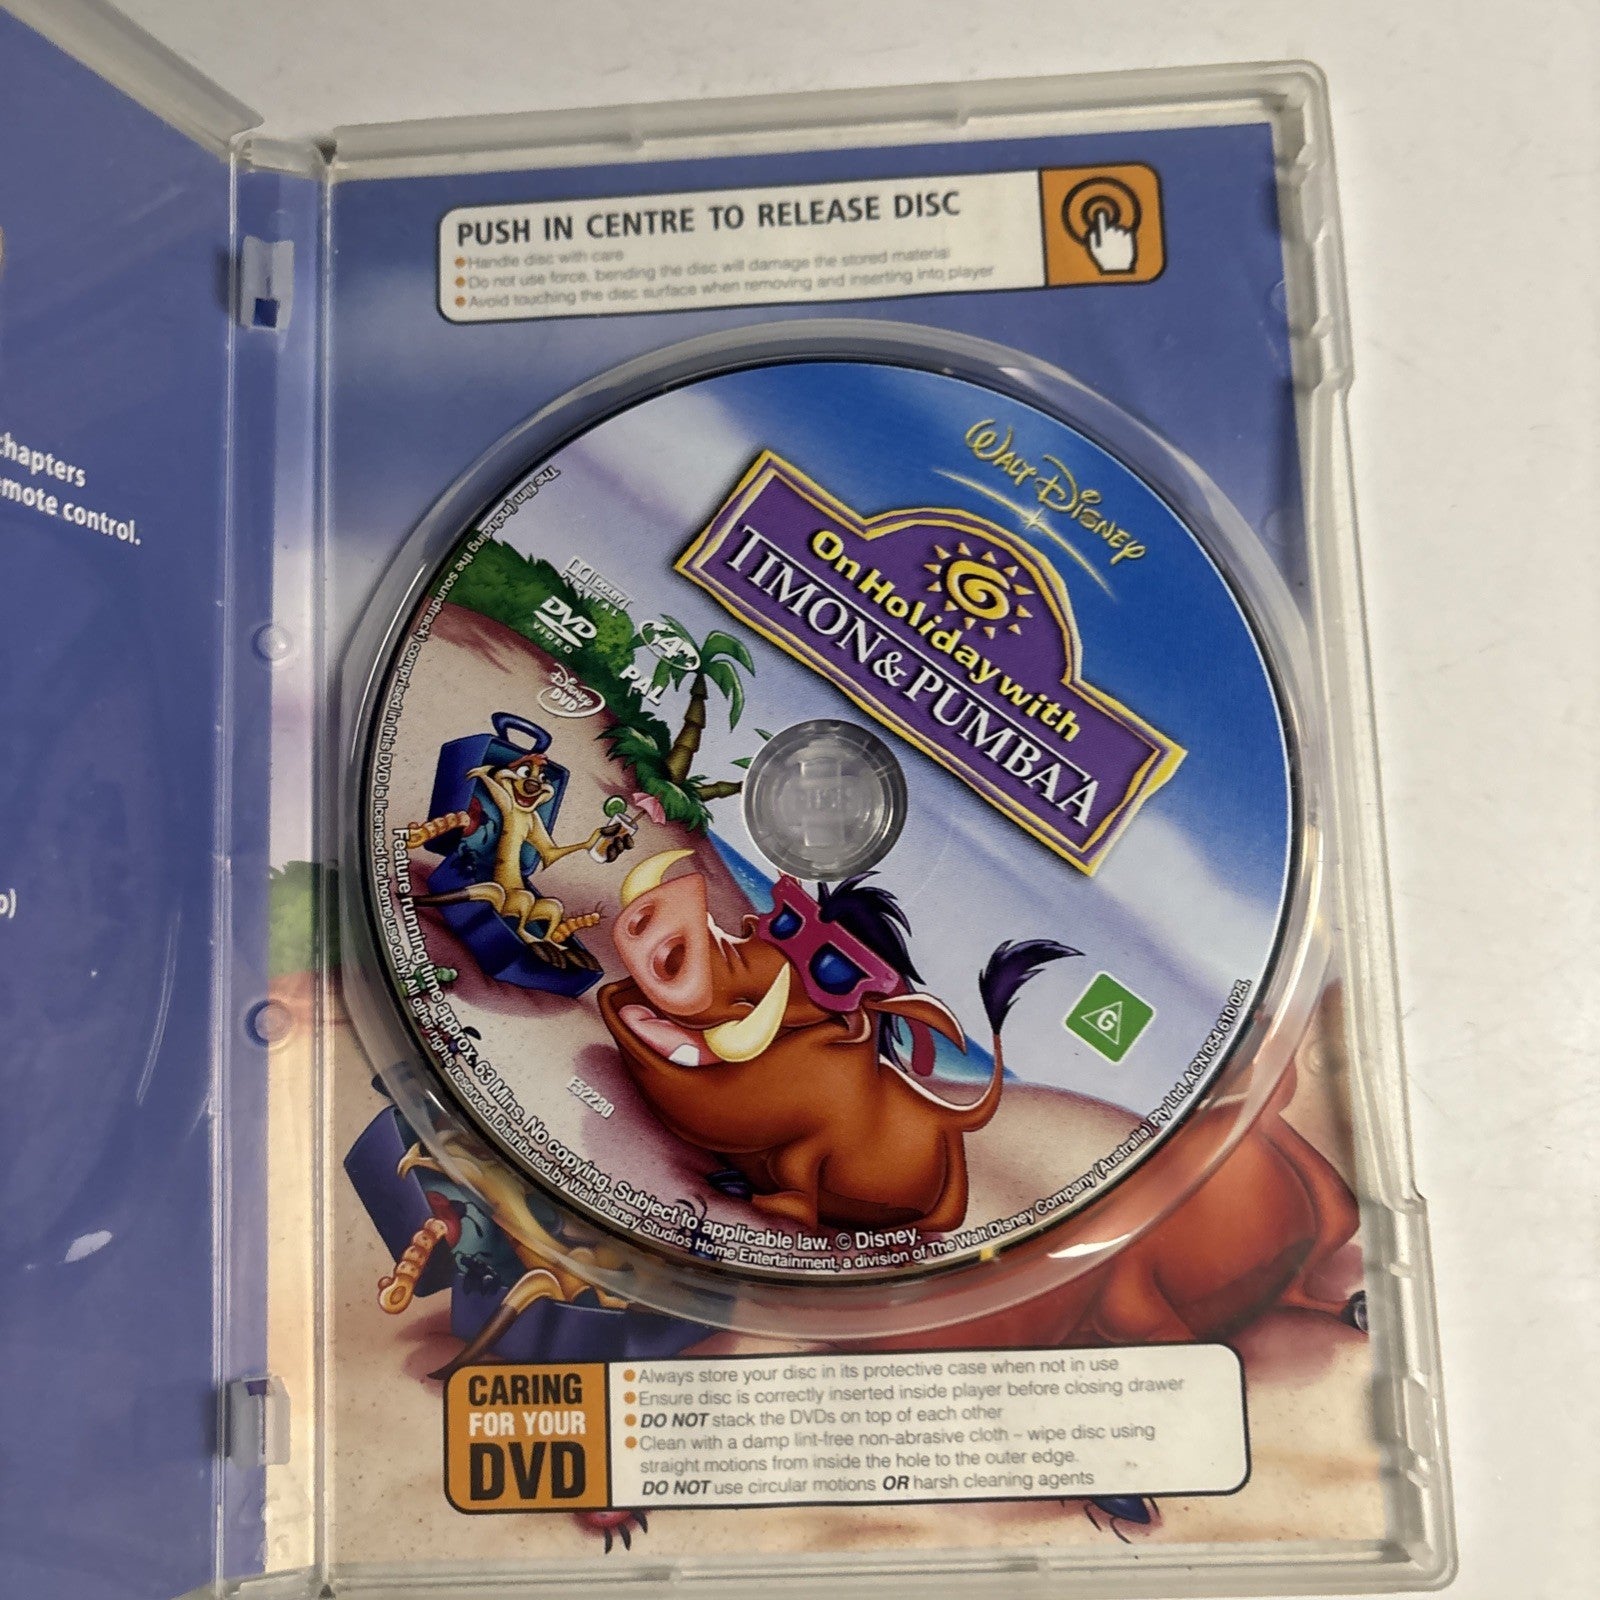 chapters
mote control.
PUSH IN CENTRE TO RELEASE DISC
Handle disc with care
Do not use force, bending the disc will damage the stored material
Avoid touching the disc surface when removing and inserting into player
WALT DISNEY
On Holiday with
TIMON & PUMBAA
DOLBY
DIGITAL
DVD
VIDEO
4
PAL
Disney
DVD
G
FS2230
Feature running time approx. 63 Mins. No copying. Subject to applicable law. © Disney.
The film (including the soundtrack) comprised in this DVD is licensed for home use only. All other rights reserved. Distributed by Walt Disney Studios Home Entertainment, a division of The Walt Disney Company (Australia) Pty Ltd, ACN 054 610 025.
CARING
FOR YOUR
DVD
Always store your disc in its protective case when not in use
Ensure disc is correctly inserted inside player before closing drawer
DO NOT stack the DVDs on top of each other
Clean with a damp lint-free non-abrasive cloth – wipe disc using
straight motions from inside the hole to the outer edge.
DO NOT use circular motions OR harsh cleaning agents